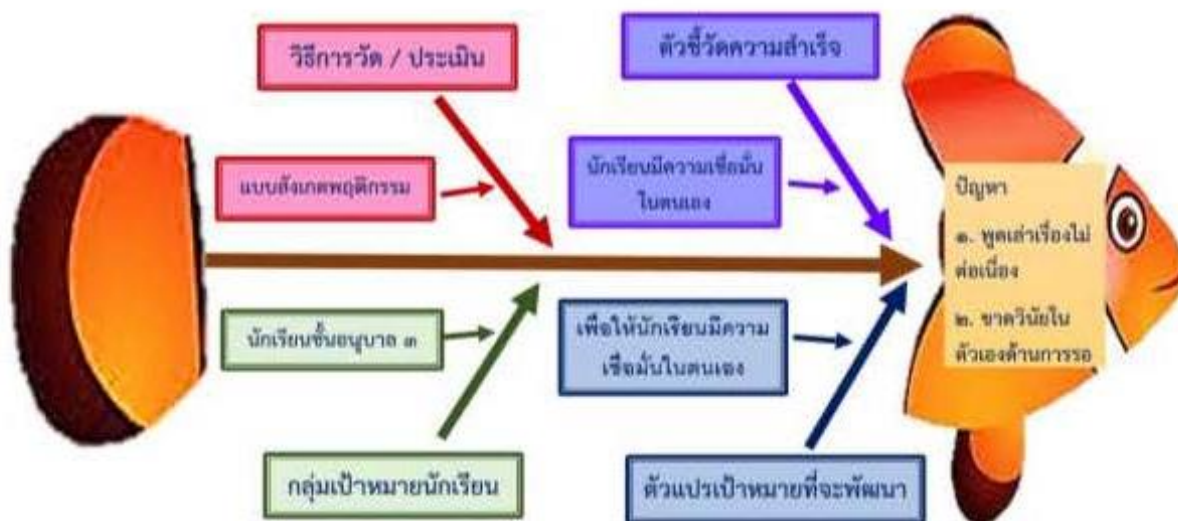 วิธีการวัด / ประเมิน
ตัวชี้วัดความสำเร็จ
แบบสังเกตพฤติกรรม
นักเรียนมีความเชื่อมั่น
ในตนเอง
ปัญหา
๑. พูดเล่าเรื่องไม่
ต่อเนื่อง
๒. ขาดวินัยใน
ตัวเองด้านการรอ
นักเรียนชั้นอนุบาล ๓
เพื่อให้นักเรียนมีความ
เชื่อมั่นในตนเอง
กลุ่มเป้าหมายนักเรียน
ตัวแปรเป้าหมายที่จะพัฒนา